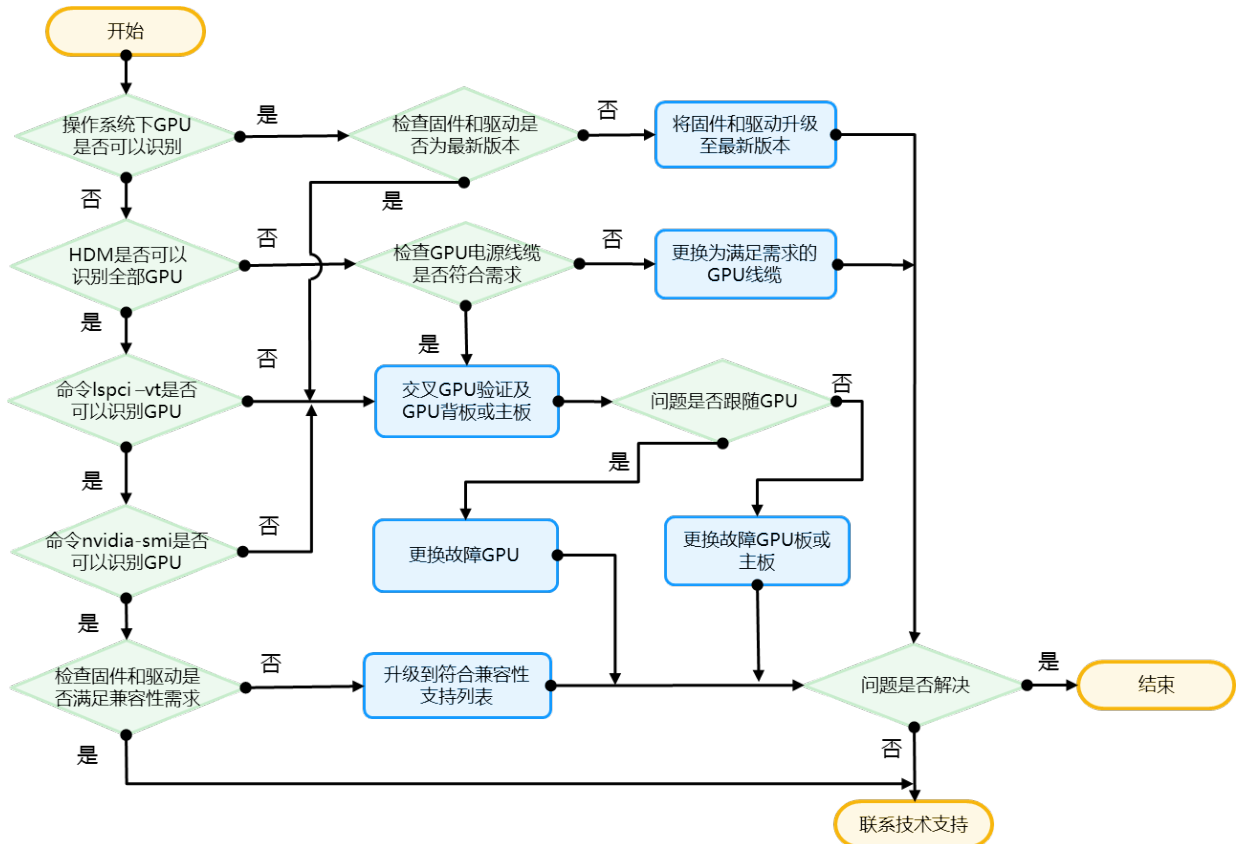 开始
操作系统下GPU
是否可以识别
是
检查固件和驱动是
否为最新版本
否
将固件和驱动升级
至最新版本
否
是
HDM是否可以
识别全部GPU
否
检查GPU电源线缆
是否符合需求
否
更换为满足需求的
GPU线缆
是
是
命令lspci –vt是否
可以识别GPU
否
交叉GPU验证及
GPU背板或主板
问题是否跟随GPU
否
是
是
命令nvidia-smi是否
可以识别GPU
否
更换故障GPU
更换故障GPU板或
主板
是
检查固件和驱动是
否满足兼容性需求
否
升级到符合兼容性
支持列表
问题是否解决
是
结束
是
否
联系技术支持